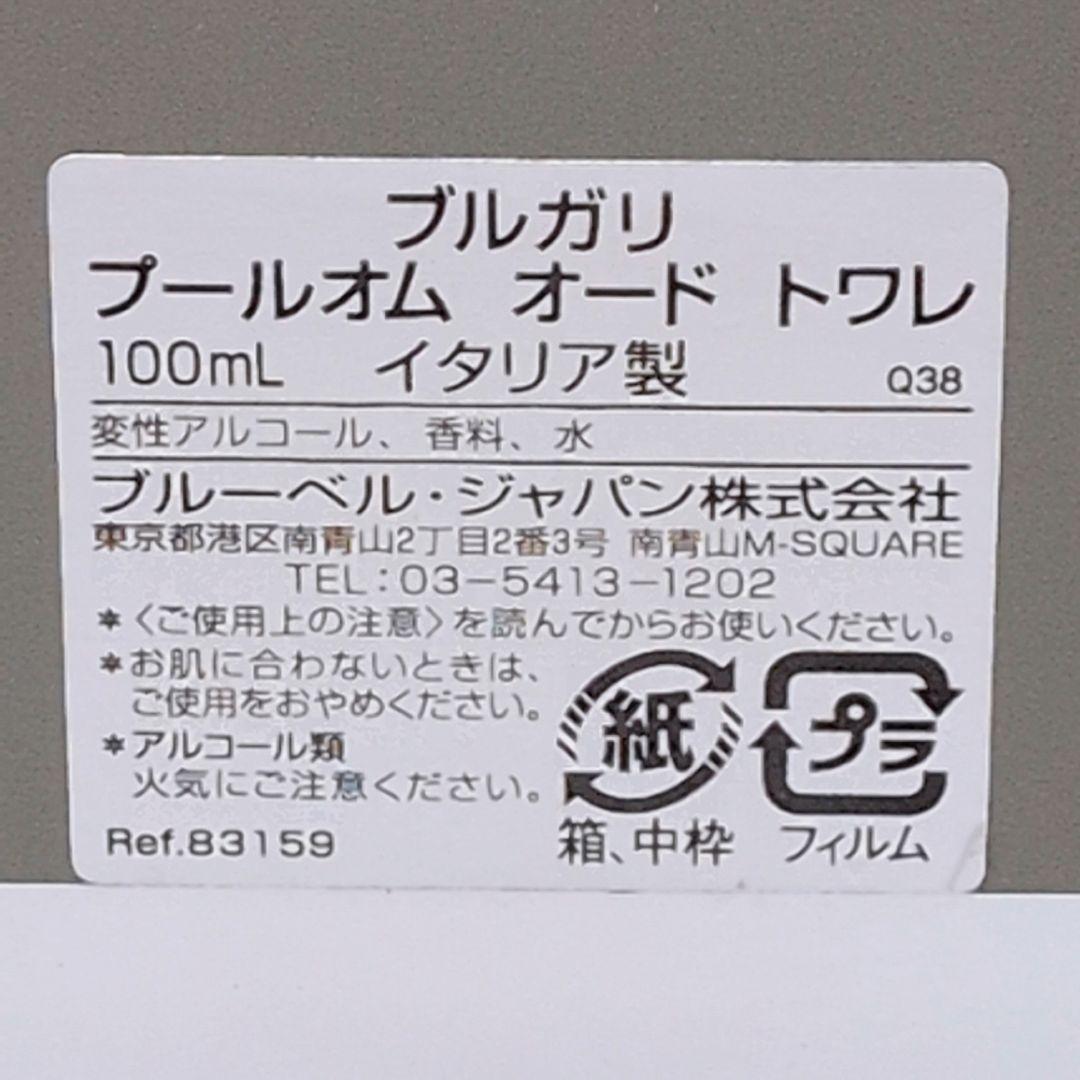 ブルガリ
プールオム オード トワレ
100mL イタリア製 Q38
変性アルコール、香料、水
ブルーベル・ジャパン株式会社
東京都港区南青山2丁目2番3号 南青山M-SQUARE
TEL:03-5413-1202
*〈ご使用上の注意〉を読んでからお使いください。
*お肌に合わないときは、
ご使用をおやめください。
*アルコール類
火気にご注意ください。
Ref.83159
紙
箱、中枠
プラ
フィルム